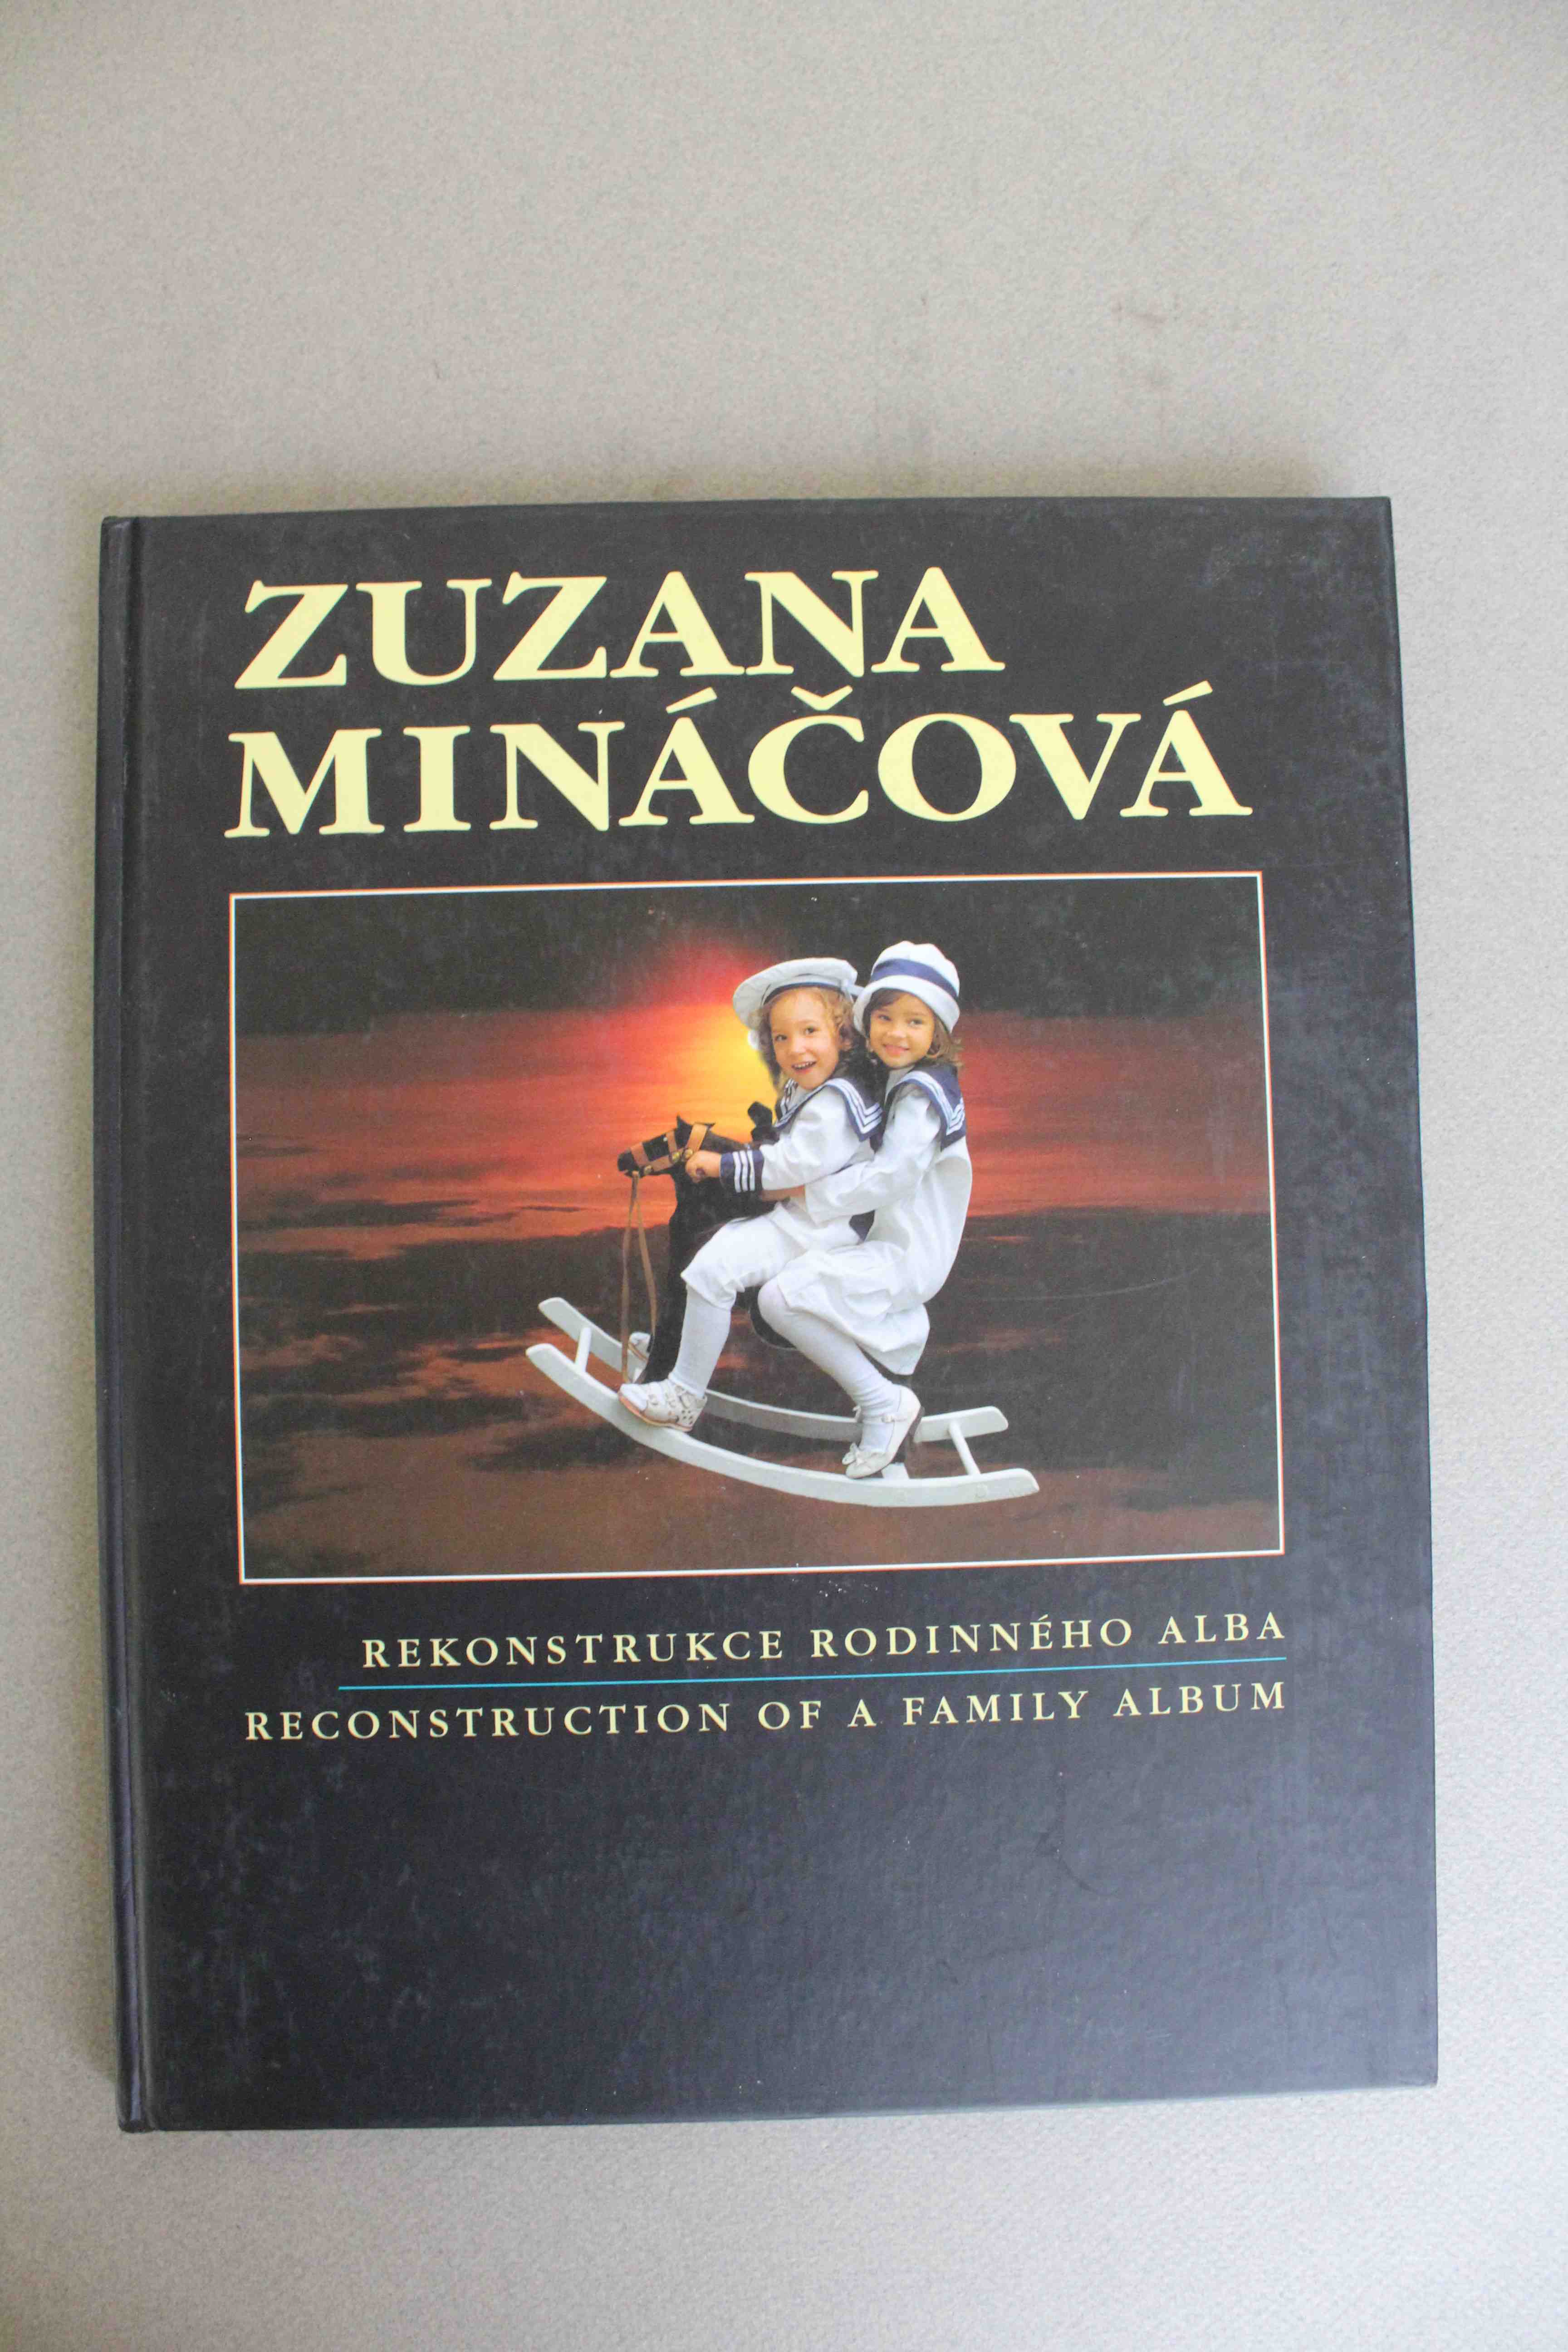 ZUZANA
MINÁČOVÁ
REKONSTRUKCE RODINNÉHO ALBA
RECONSTRUCTION OF A FAMILY ALBUM